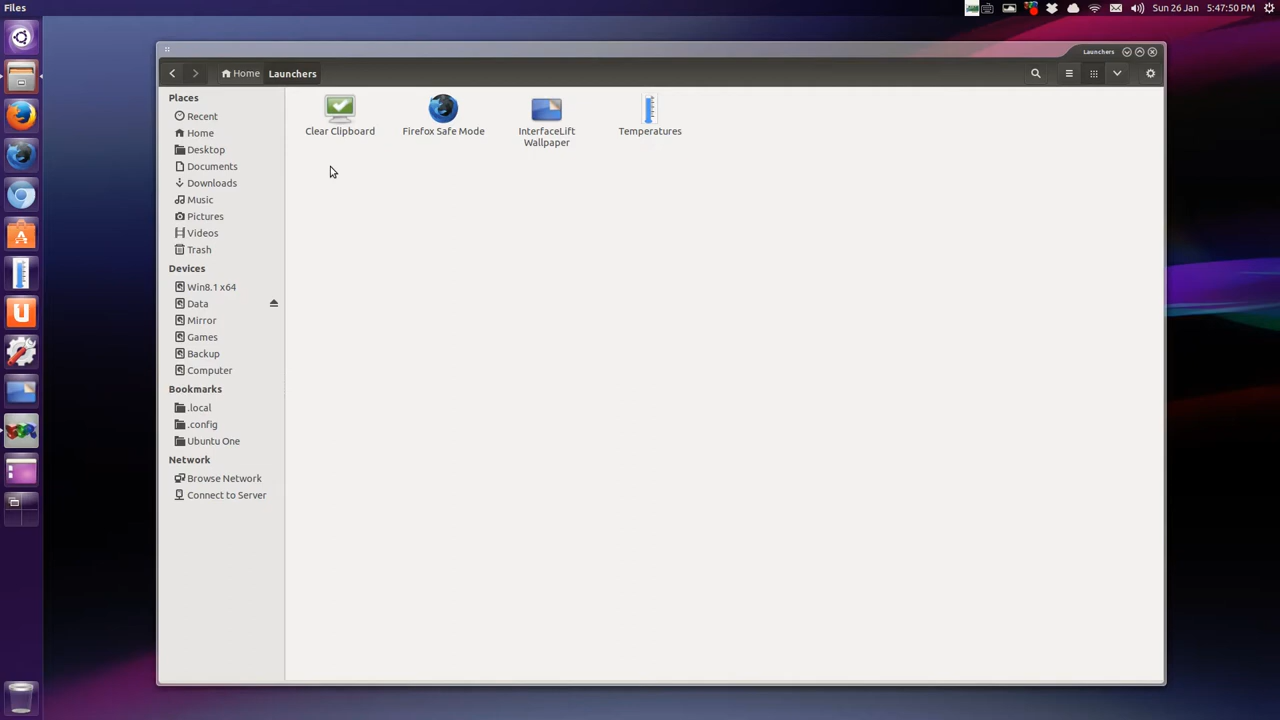 Files
Sun 26 Jan 5:47:50 PM
Launchers
Home Launchers
Places
Recent
Home
Desktop
Documents
Downloads
Music
Pictures
Videos
Trash
Devices
Win8.1 x64
Data
Mirror
Games
Backup
Computer
Bookmarks
.local
.config
Ubuntu One
Network
Browse Network
Connect to Server
Clear Clipboard
Firefox Safe Mode
InterfaceLift
Wallpaper
Temperatures